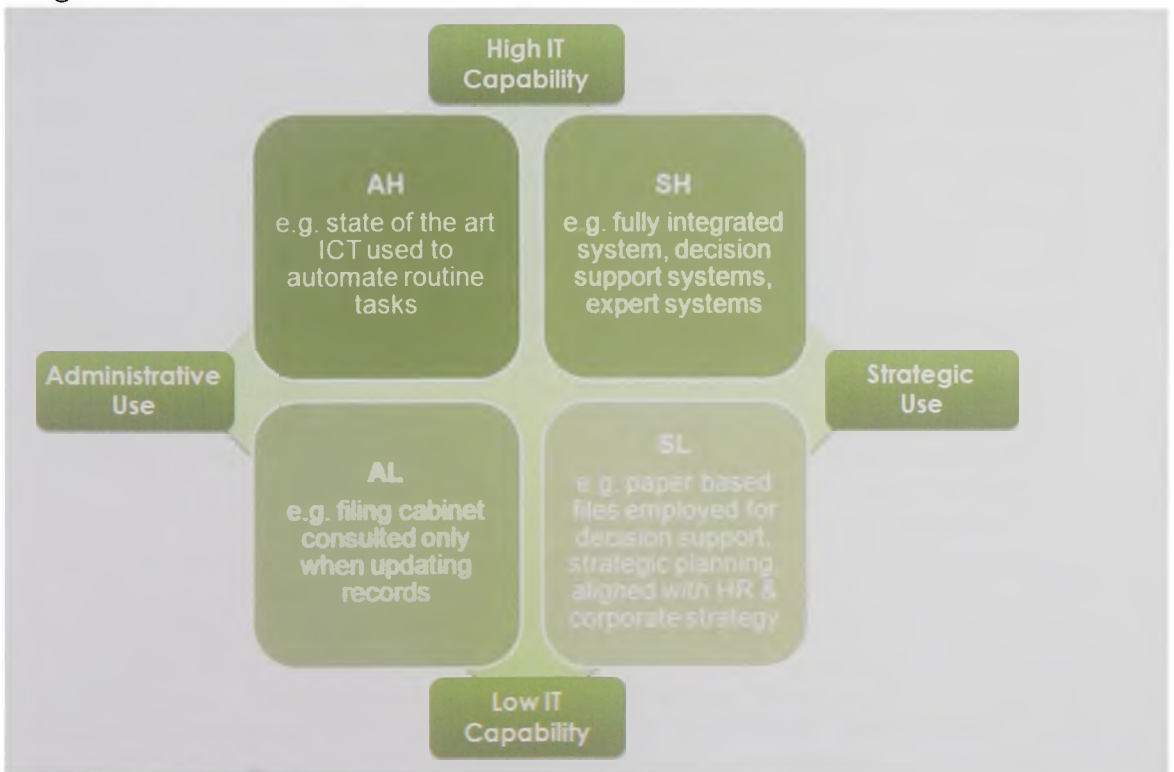 High IT
Capability
AH
e.g. state of the art
ICT used to
automate routine
tasks
SH
e.g. fully integrated
system, decision
support systems,
expert systems
Administrative
Use
Strategic
Use
AL
e.g. filing cabinet
consulted only
when updating
records
SL
e.g. paper based
files employed for
decision support,
strategic planning,
aligned with HR &
corporate strategy
Low IT
Capability